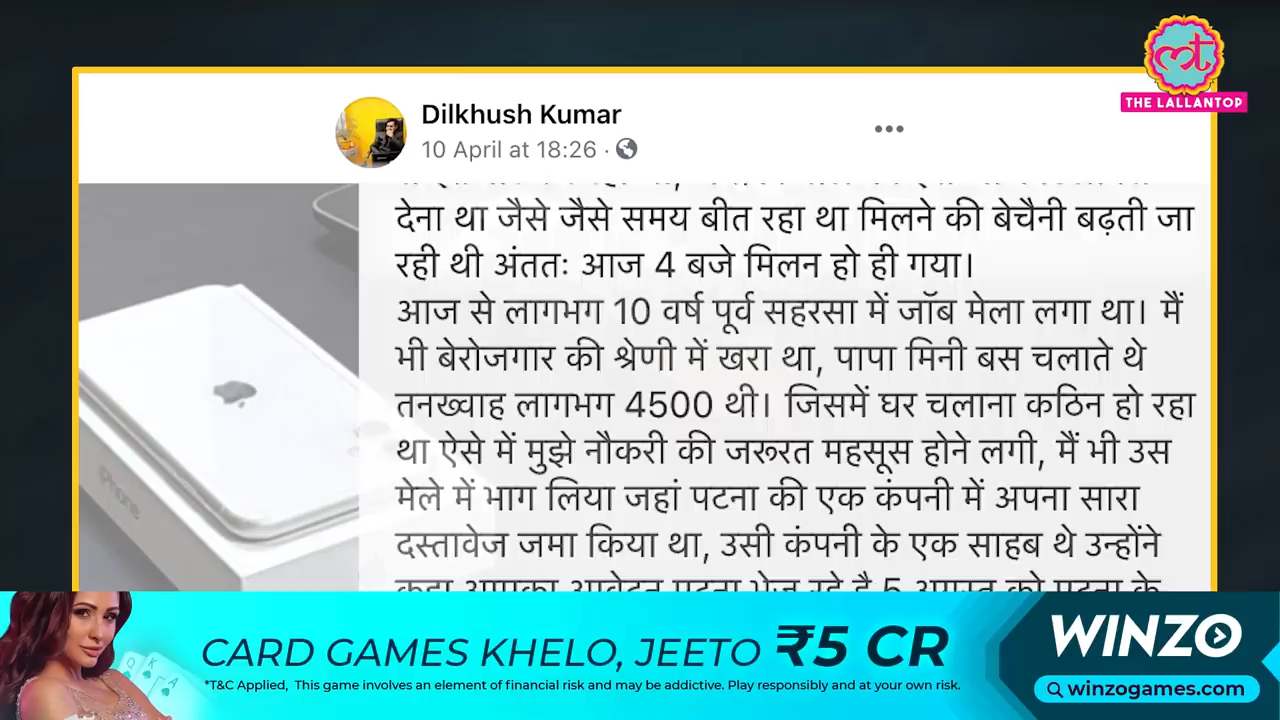 THE LALLANTOP
Dilkhush Kumar
10 April at 18:26 ·
देना था जैसे जैसे समय बीत रहा था मिलने की बेचैनी बढ़ती जा
रही थी अंततः आज 4 बजे मिलन हो ही गया।
आज से लागभग 10 वर्ष पूर्व सहरसा में जॉब मेला लगा था। मैं
भी बेरोजगार की श्रेणी में खरा था, पापा मिनी बस चलाते थे
तनख्वाह लागभग 4500 थी। जिसमें घर चलाना कठिन हो रहा
था ऐसे में मुझे नौकरी की जरूरत महसूस होने लगी, मैं भी उस
मेले में भाग लिया जहां पटना की एक कंपनी में अपना सारा
दस्तावेज जमा किया था, उसी कंपनी के एक साहब थे उन्होंने
iPhone
CARD GAMES KHELO, JEETO ₹5 CR
*T&C Applied, This game involves an element of financial risk and may be addictive. Play responsibly and at your own risk.
WINZO
winzogames.com